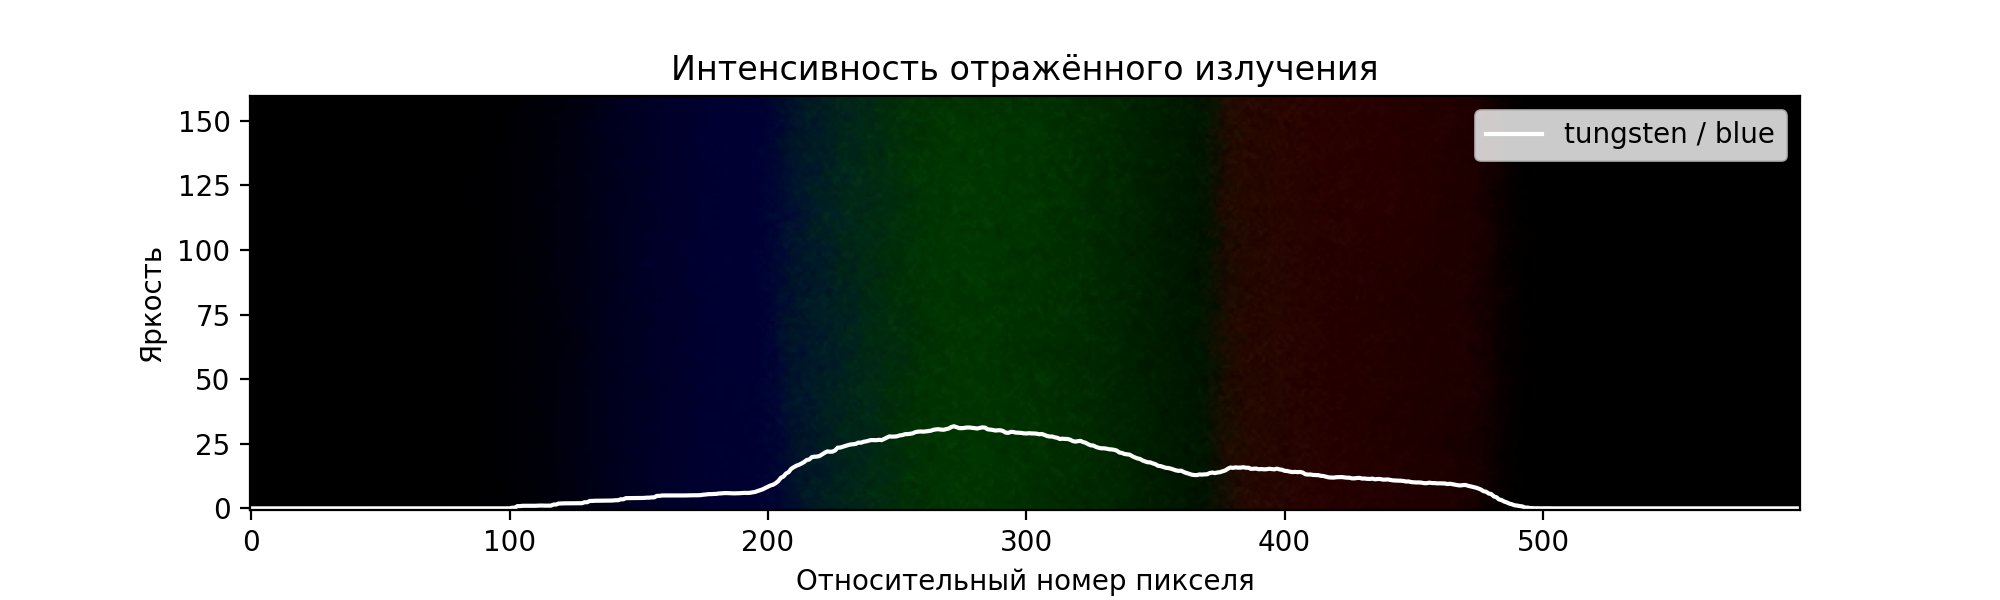 Интенсивность отражённого излучения
tungsten / blue
Яркость
150
125
100
75
50
25
0
0 100 200 300 400 500
Относительный номер пикселя